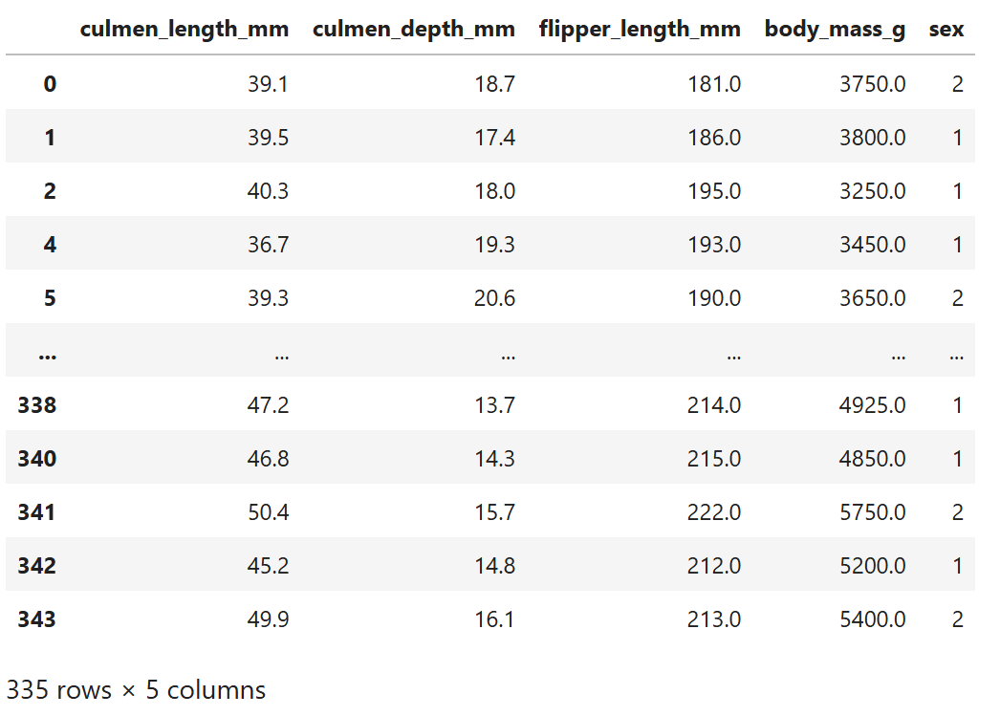 culmen_length_mm culmen_depth_mm flipper_length_mm body_mass_g sex
0 39.1 18.7 181.0 3750.0 2
1 39.5 17.4 186.0 3800.0 1
2 40.3 18.0 195.0 3250.0 1
4 36.7 19.3 193.0 3450.0 1
5 39.3 20.6 190.0 3650.0 2
... ... ... ... ... ...
338 47.2 13.7 214.0 4925.0 1
340 46.8 14.3 215.0 4850.0 1
341 50.4 15.7 222.0 5750.0 2
342 45.2 14.8 212.0 5200.0 1
343 49.9 16.1 213.0 5400.0 2
335 rows × 5 columns